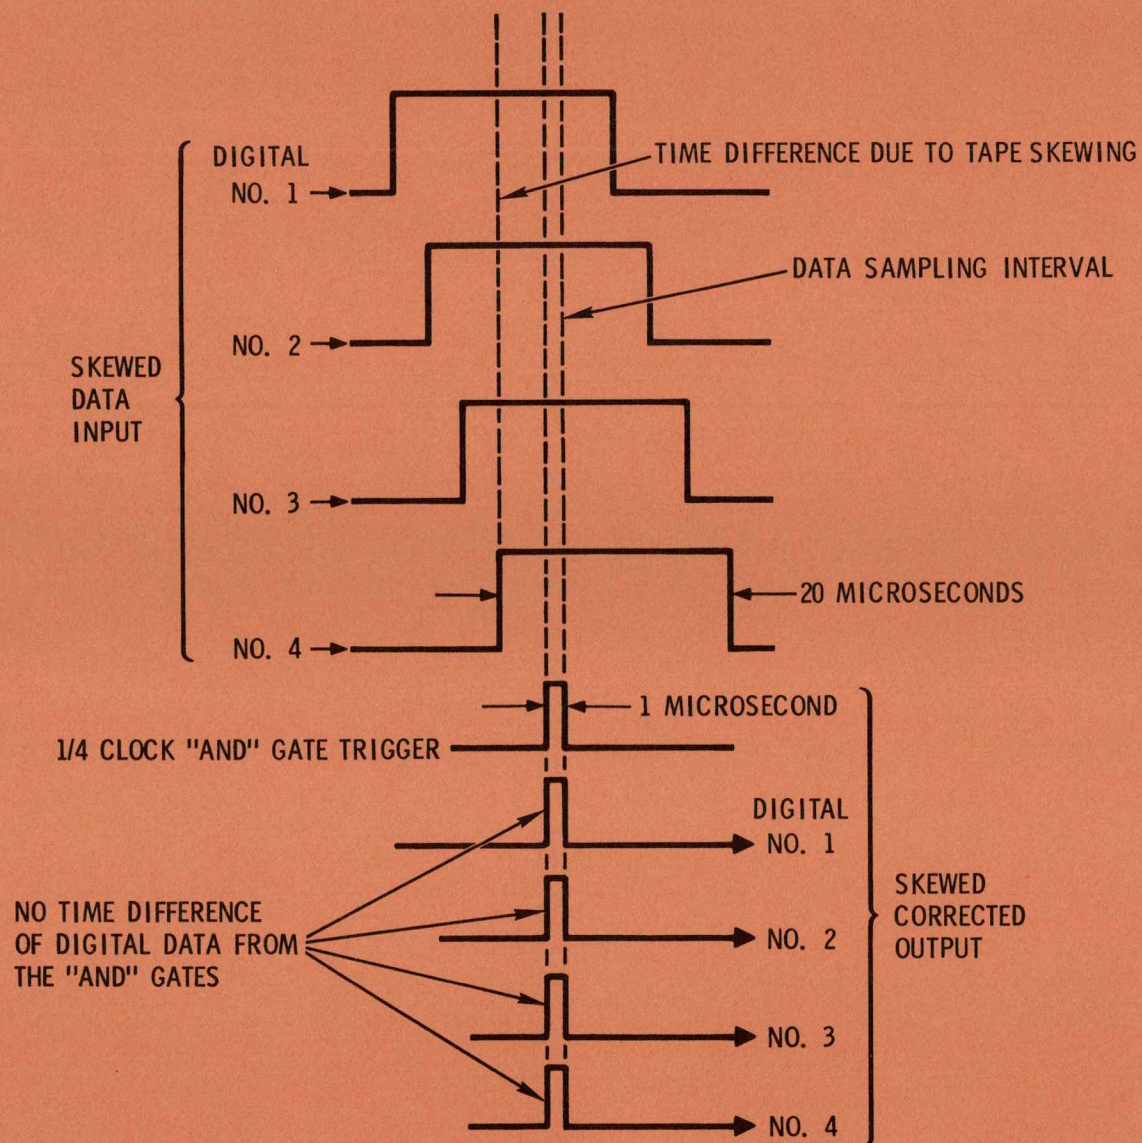 DIGITAL
NO. 1
TIME DIFFERENCE DUE TO TAPE SKEWING
DATA SAMPLING INTERVAL
NO. 2
SKEWED
DATA
INPUT
NO. 3
20 MICROSECONDS
NO. 4
1 MICROSECOND
1/4 CLOCK "AND" GATE TRIGGER
DIGITAL
NO. 1
NO TIME DIFFERENCE
OF DIGITAL DATA FROM
THE "AND" GATES
SKEWED
CORRECTED
OUTPUT
NO. 2
NO. 3
NO. 4